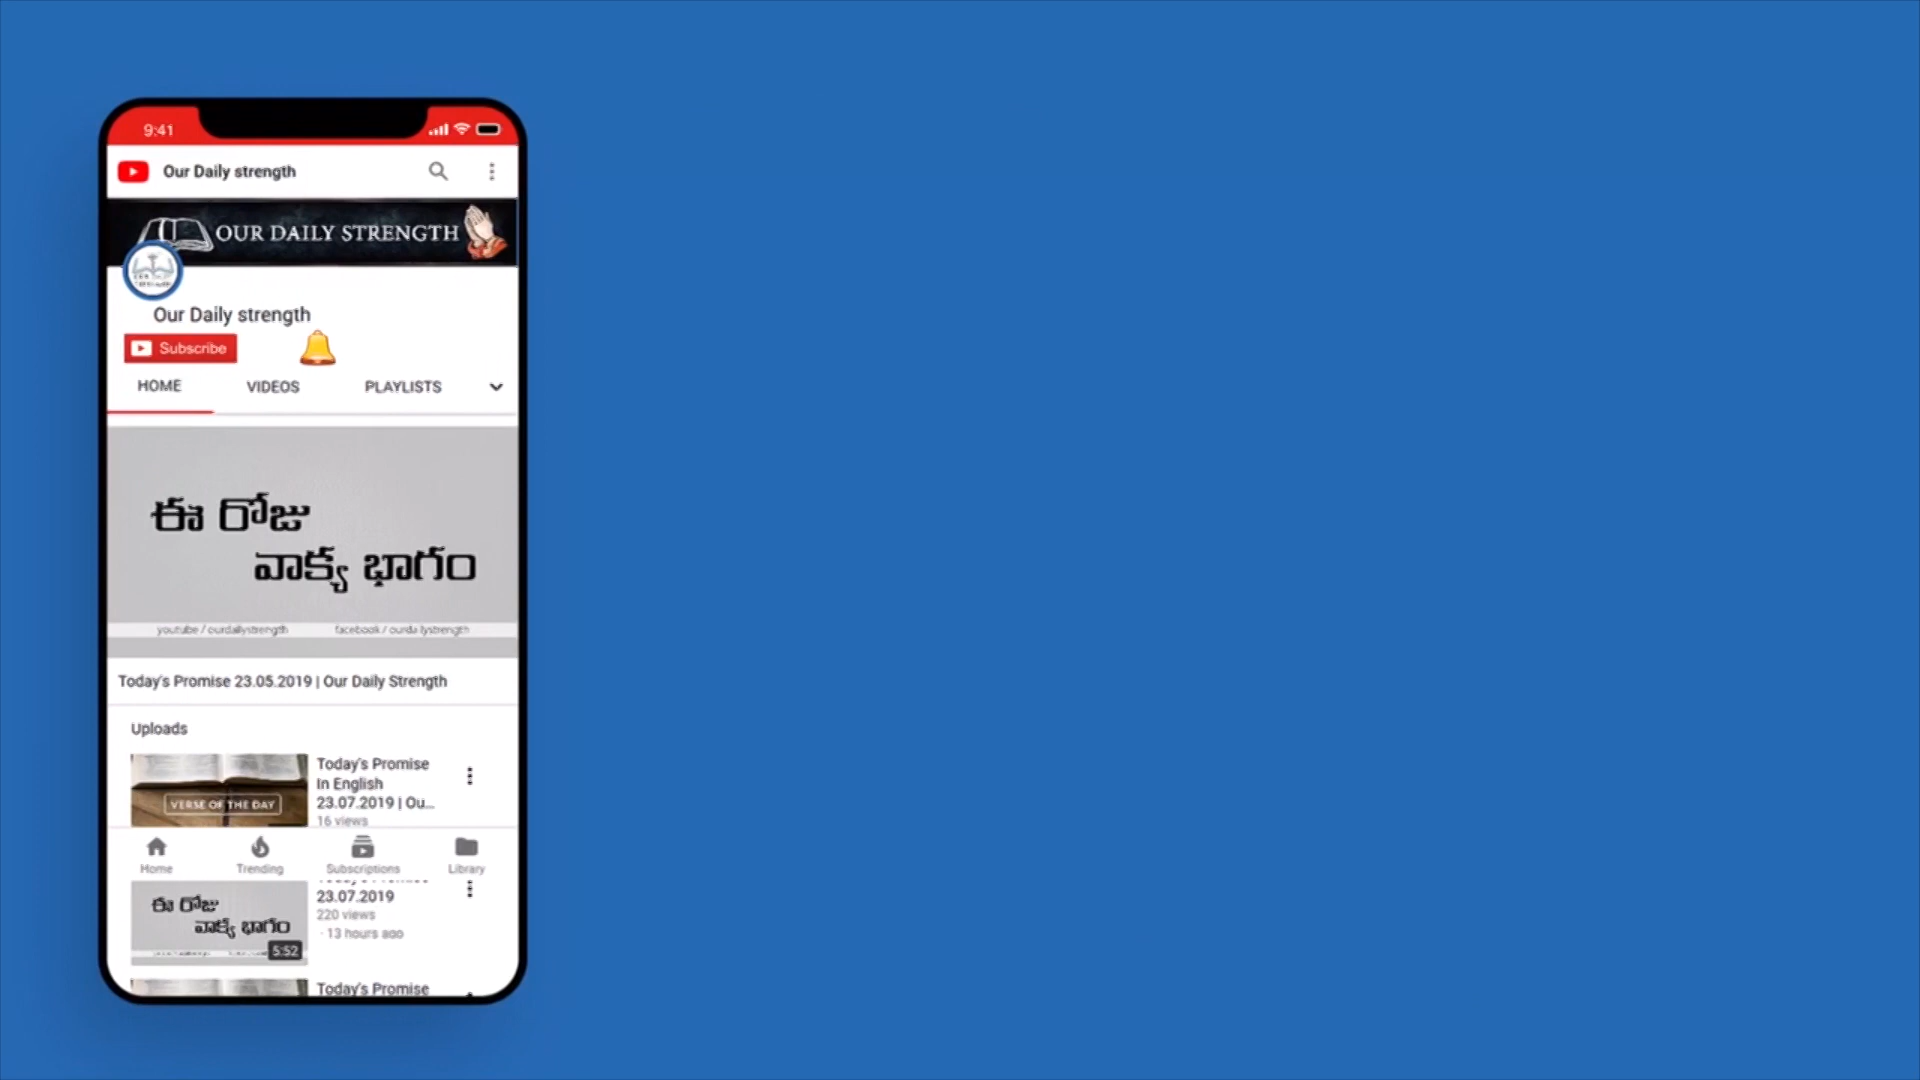 9:41
Our Daily strength
OUR DAILY STRENGTH
Our Daily strength
Subscribe
HOME VIDEOS PLAYLISTS
ఈ రోజు
వాక్య భాగం
youtube / ourdailystrength facebook / ourdailystrength
Today's Promise 23.05.2019 | Our Daily Strength
Uploads
VERSE OF THE DAY
Today's Promise
In English
23.07.2019 | Ou...
16 views
Home Trending Subscriptions Library
ఈ రోజు
వాక్య భాగం
5:52
23.07.2019
220 views
· 13 hours ago
Today's Promise